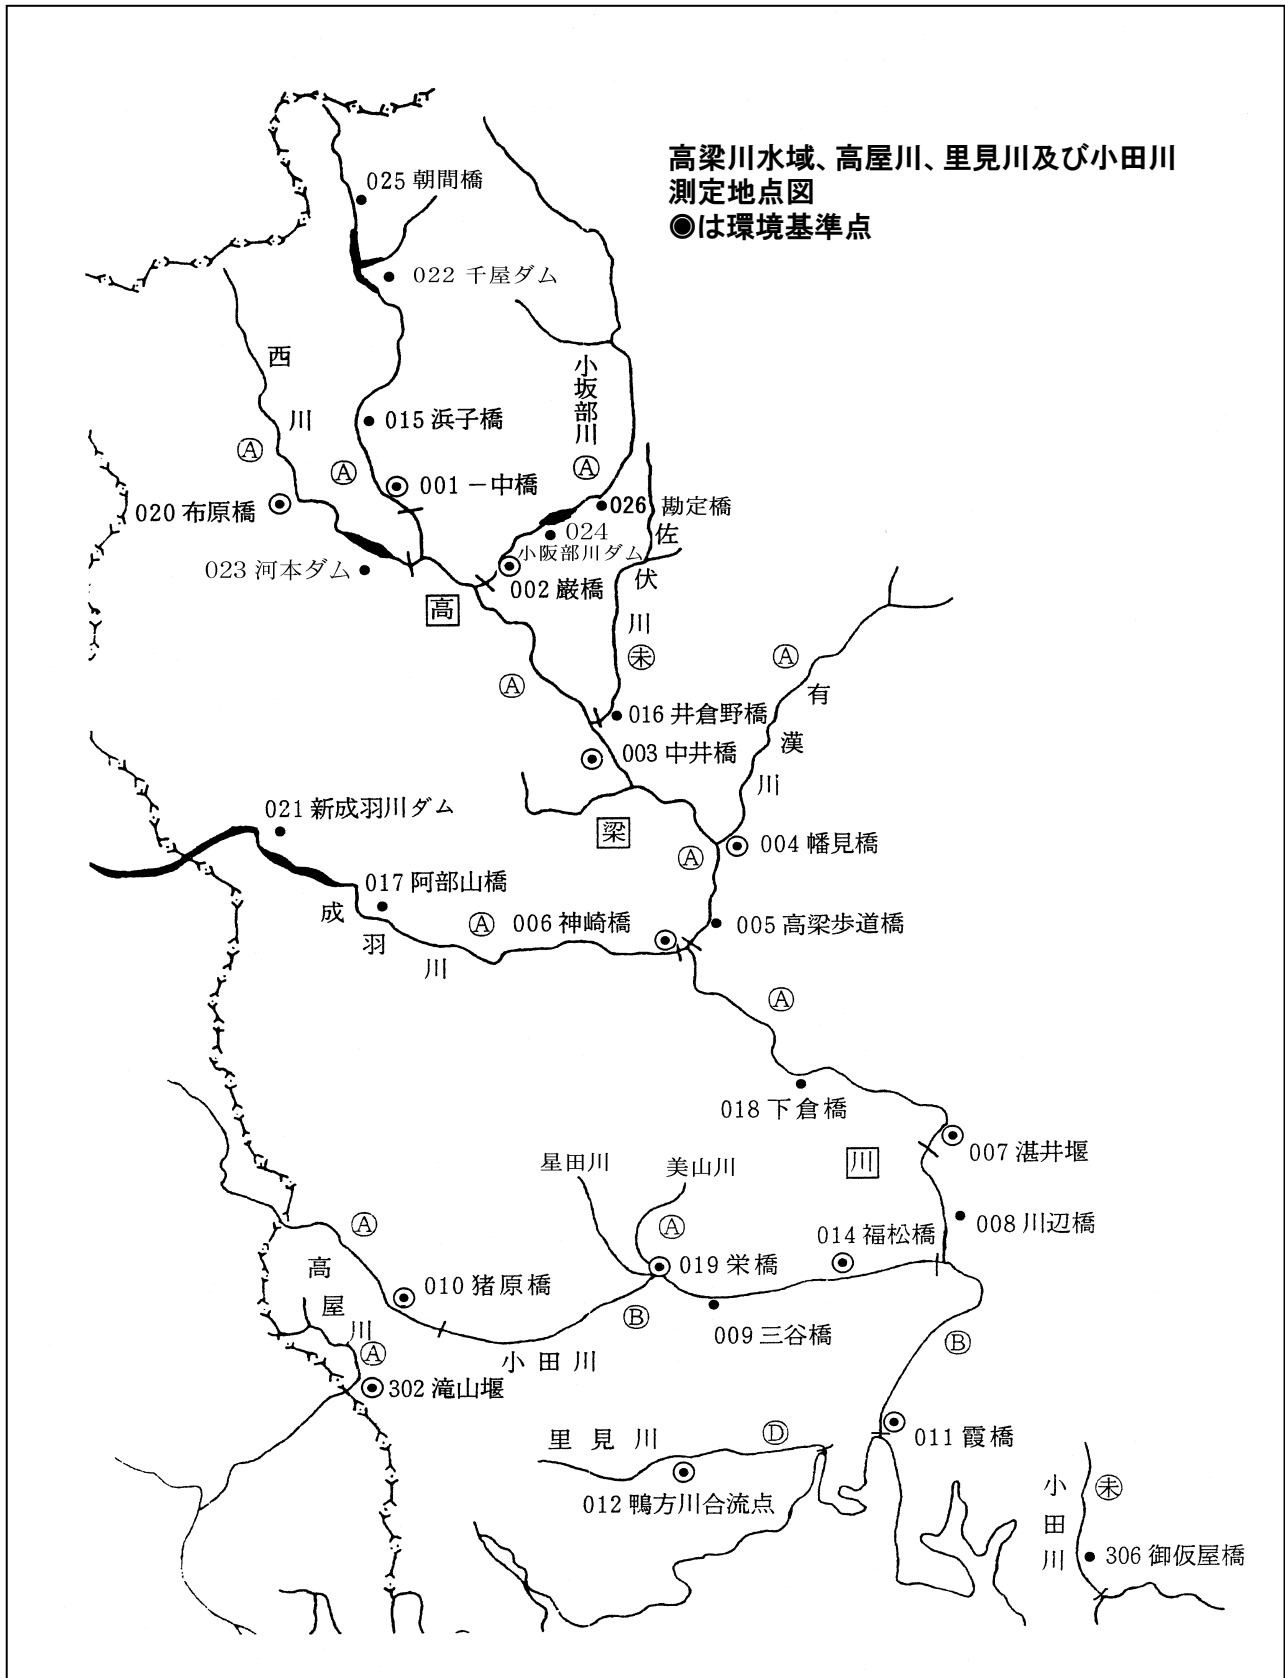 高梁川水域、高屋川、里見川及び小田川
測定地点図
◉は環境基準点
025 朝間橋
022 千屋ダム
西川
小坂部川
015 浜子橋
Ⓐ
Ⓐ
Ⓐ
001 一中橋
020 布原橋
026 勘定橋
024
小阪部川ダム
佐伏川
023 河本ダム
002 巌橋
高
㊍
Ⓐ
Ⓐ
有漢川
016 井倉野橋
003 中井橋
021 新成羽川ダム
梁
004 幡見橋
Ⓐ
017 阿部山橋
成羽川
Ⓐ
006 神崎橋
005 高梁歩道橋
Ⓐ
018 下倉橋
007 湛井堰
星田川
美山川
川
Ⓐ
Ⓐ
014 福松橋
008 川辺橋
高屋川
019 栄橋
010 猪原橋
Ⓑ
009 三谷橋
Ⓑ
小田川
Ⓐ
302 滝山堰
里見川
Ⓓ
011 霞橋
012 鴨方川合流点
小田川
未
306 御仮屋橋